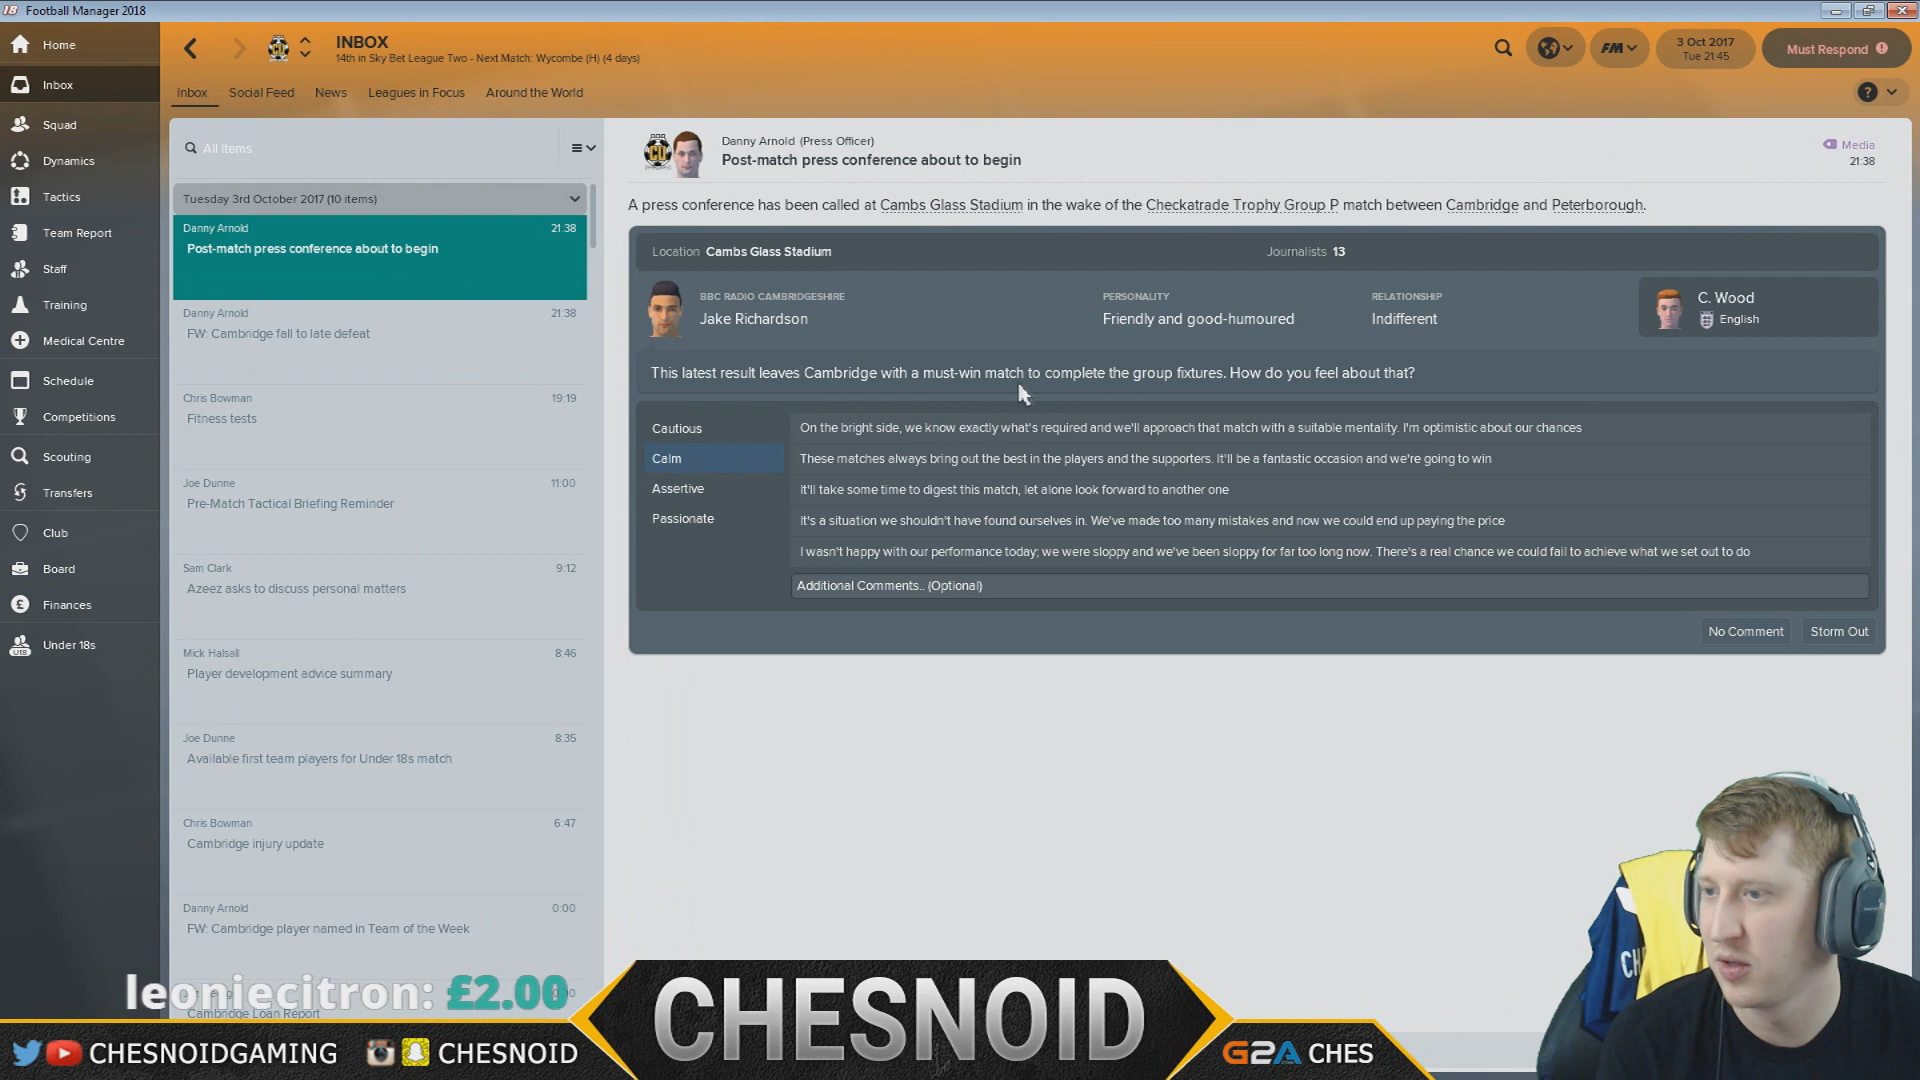 Football Manager 2018
INBOX
14th in Sky Bet League Two - Next Match: Wycombe (H) (4 days)
FM
3 Oct 2017
Tue 21:45
Must Respond
Home
Inbox
Squad
Dynamics
Tactics
Team Report
Staff
Training
Medical Centre
Schedule
Competitions
Scouting
Transfers
Club
Board
Finances
Under 18s
Inbox Social Feed News Leagues in Focus Around the World
All Items
Tuesday 3rd October 2017 (10 items)
Danny Arnold 21:38
Post-match press conference about to begin
Danny Arnold 21:38
FW: Cambridge fall to late defeat
Chris Bowman 19:19
Fitness tests
Joe Dunne 11:00
Pre-Match Tactical Briefing Reminder
Sam Clark 9:12
Azeez asks to discuss personal matters
Mick Halsall 8:46
Player development advice summary
Joe Dunne 8:35
Available first team players for Under 18s match
Chris Bowman 6:47
Cambridge injury update
Danny Arnold 0:00
FW: Cambridge player named in Team of the Week
Cambridge Loan Report
Danny Arnold (Press Officer)
Post-match press conference about to begin
Media
21:38
A press conference has been called at Cambs Glass Stadium in the wake of the Checkatrade Trophy Group P match between Cambridge and Peterborough.
Location Cambs Glass Stadium Journalists 13
BBC RADIO CAMBRIDGESHIRE
Jake Richardson
PERSONALITY
Friendly and good-humoured
RELATIONSHIP
Indifferent
C. Wood
English
This latest result leaves Cambridge with a must-win match to complete the group fixtures. How do you feel about that?
Cautious
Calm
Assertive
Passionate
On the bright side, we know exactly what's required and we'll approach that match with a suitable mentality. I'm optimistic about our chances
These matches always bring out the best in the players and the supporters. It'll be a fantastic occasion and we're going to win
It'll take some time to digest this match, let alone look forward to another one
It's a situation we shouldn't have found ourselves in. We've made too many mistakes and now we could end up paying the price
I wasn't happy with our performance today; we were sloppy and we've been sloppy for far too long now. There's a real chance we could fail to achieve what we set out to do
Additional Comments.. (Optional)
No Comment Storm Out
leoniecitron: £2.00
CHESNOIDGAMING
CHESNOID
CHESNOID
G2A CHES